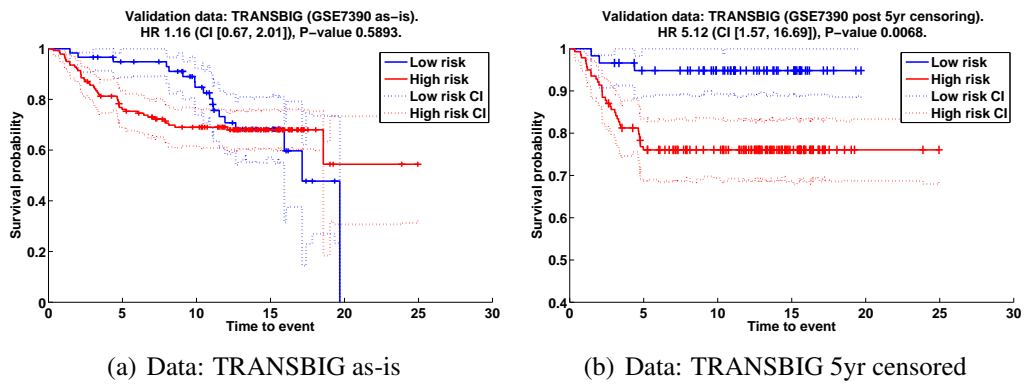 Validation data: TRANSBIG (GSE7390 as-is).
HR 1.16 (CI [0.67, 2.01]), P-value 0.5893.
1
0.8
0.6
0.4
0.2
0
Survival probability
Low risk
High risk
Low risk CI
High risk CI
0 5 10 15 20 25 30
Time to event
(a) Data: TRANSBIG as-is
Validation data: TRANSBIG (GSE7390 post 5yr censoring).
HR 5.12 (CI [1.57, 16.69]), P-value 0.0068.
1
0.9
0.8
0.7
0.6
0.5
0.4
Survival probability
Low risk
High risk
Low risk CI
High risk CI
0 5 10 15 20 25 30
Time to event
(b) Data: TRANSBIG 5yr censored